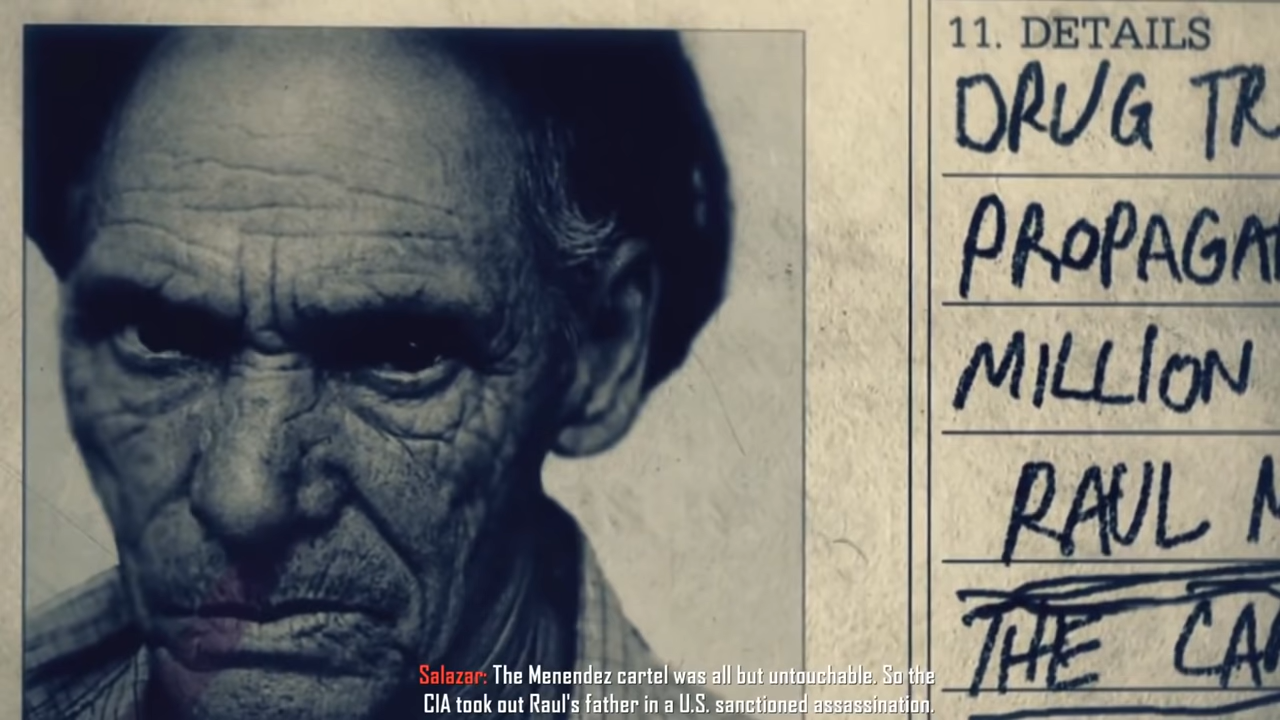 11. DETAILS
DRUG TR
PROPAGA
MILLION
RAUL M
THE CAR
Salazar: The Menendez cartel was all but untouchable. So the
CIA took out Raul's father in a U.S. sanctioned assassination.